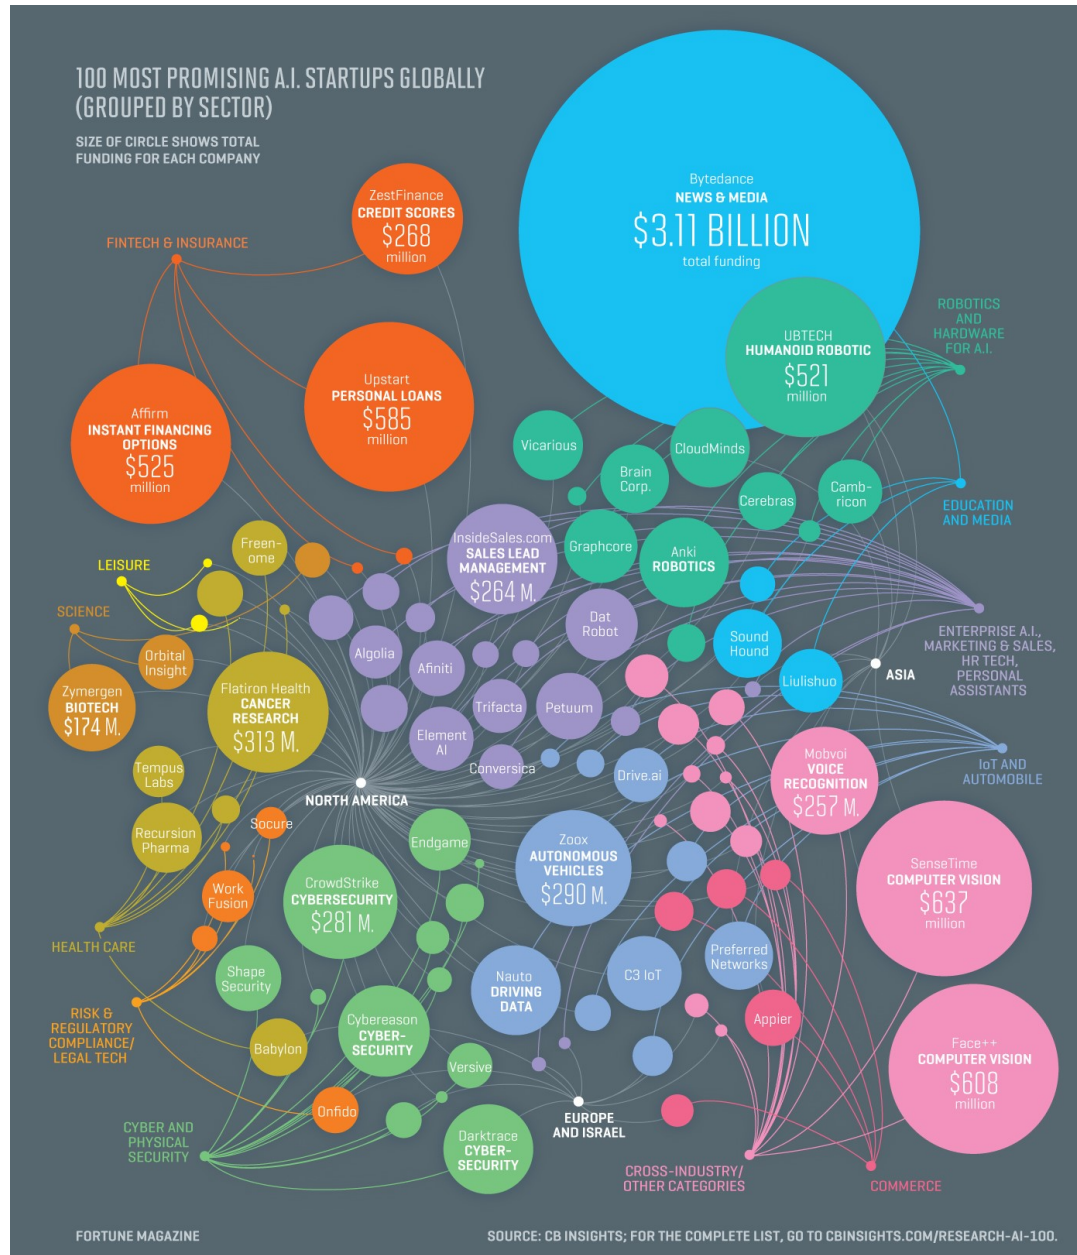 100 MOST PROMISING A.I. STARTUPS GLOBALLY
(GROUPED BY SECTOR)
SIZE OF CIRCLE SHOWS TOTAL
FUNDING FOR EACH COMPANY
Bytedance
NEWS & MEDIA
$3.11 BILLION
total funding
ZestFinance
CREDIT SCORES
$268
million
FINTECH & INSURANCE
ROBOTICS
AND
HARDWARE
FOR A.I.
UBTECH
HUMANOID ROBOTIC
$521
million
Upstart
PERSONAL LOANS
$585
million
Affirm
INSTANT FINANCING
OPTIONS
$525
million
Vicarious
CloudMinds
Brain
Corp.
Cerebras
Camb-
ricon
EDUCATION
AND MEDIA
InsideSales.com
SALES LEAD
MANAGEMENT
$264 M.
Graphcore
Anki
ROBOTICS
Freen-
ome
LEISURE
SCIENCE
Dat
Robot
Sound
Hound
ENTERPRISE A.I.,
MARKETING & SALES,
HR TECH,
PERSONAL
ASSISTANTS
Algolia
Afiniti
Orbital
Insight
ASIA
Liulishuo
Zymergen
BIOTECH
$174 M.
Flatiron Health
CANCER
RESEARCH
$313 M.
Trifacta
Petuum
Element
AI
Conversica
Drive.ai
Mobvoi
VOICE
RECOGNITION
$257 M.
IoT AND
AUTOMOBILE
Tempus
Labs
NORTH AMERICA
Socure
Recursion
Pharma
Endgame
Zoox
AUTONOMOUS
VEHICLES
$290 M.
SenseTime
COMPUTER VISION
$637
million
CrowdStrike
CYBERSECURITY
$281 M.
Work
Fusion
HEALTH CARE
Shape
Security
Nauto
DRIVING
DATA
C3 IoT
Preferred
Networks
RISK &
REGULATORY
COMPLIANCE/
LEGAL TECH
Cybereason
CYBER-
SECURITY
Appier
Babylon
Face++
COMPUTER VISION
$608
million
Versive
Onfido
EUROPE
AND ISRAEL
CYBER AND
PHYSICAL
SECURITY
Darktrace
CYBER-
SECURITY
CROSS-INDUSTRY/
OTHER CATEGORIES
COMMERCE
FORTUNE MAGAZINE
SOURCE: CB INSIGHTS; FOR THE COMPLETE LIST, GO TO CBINSIGHTS.COM/RESEARCH-AI-100.